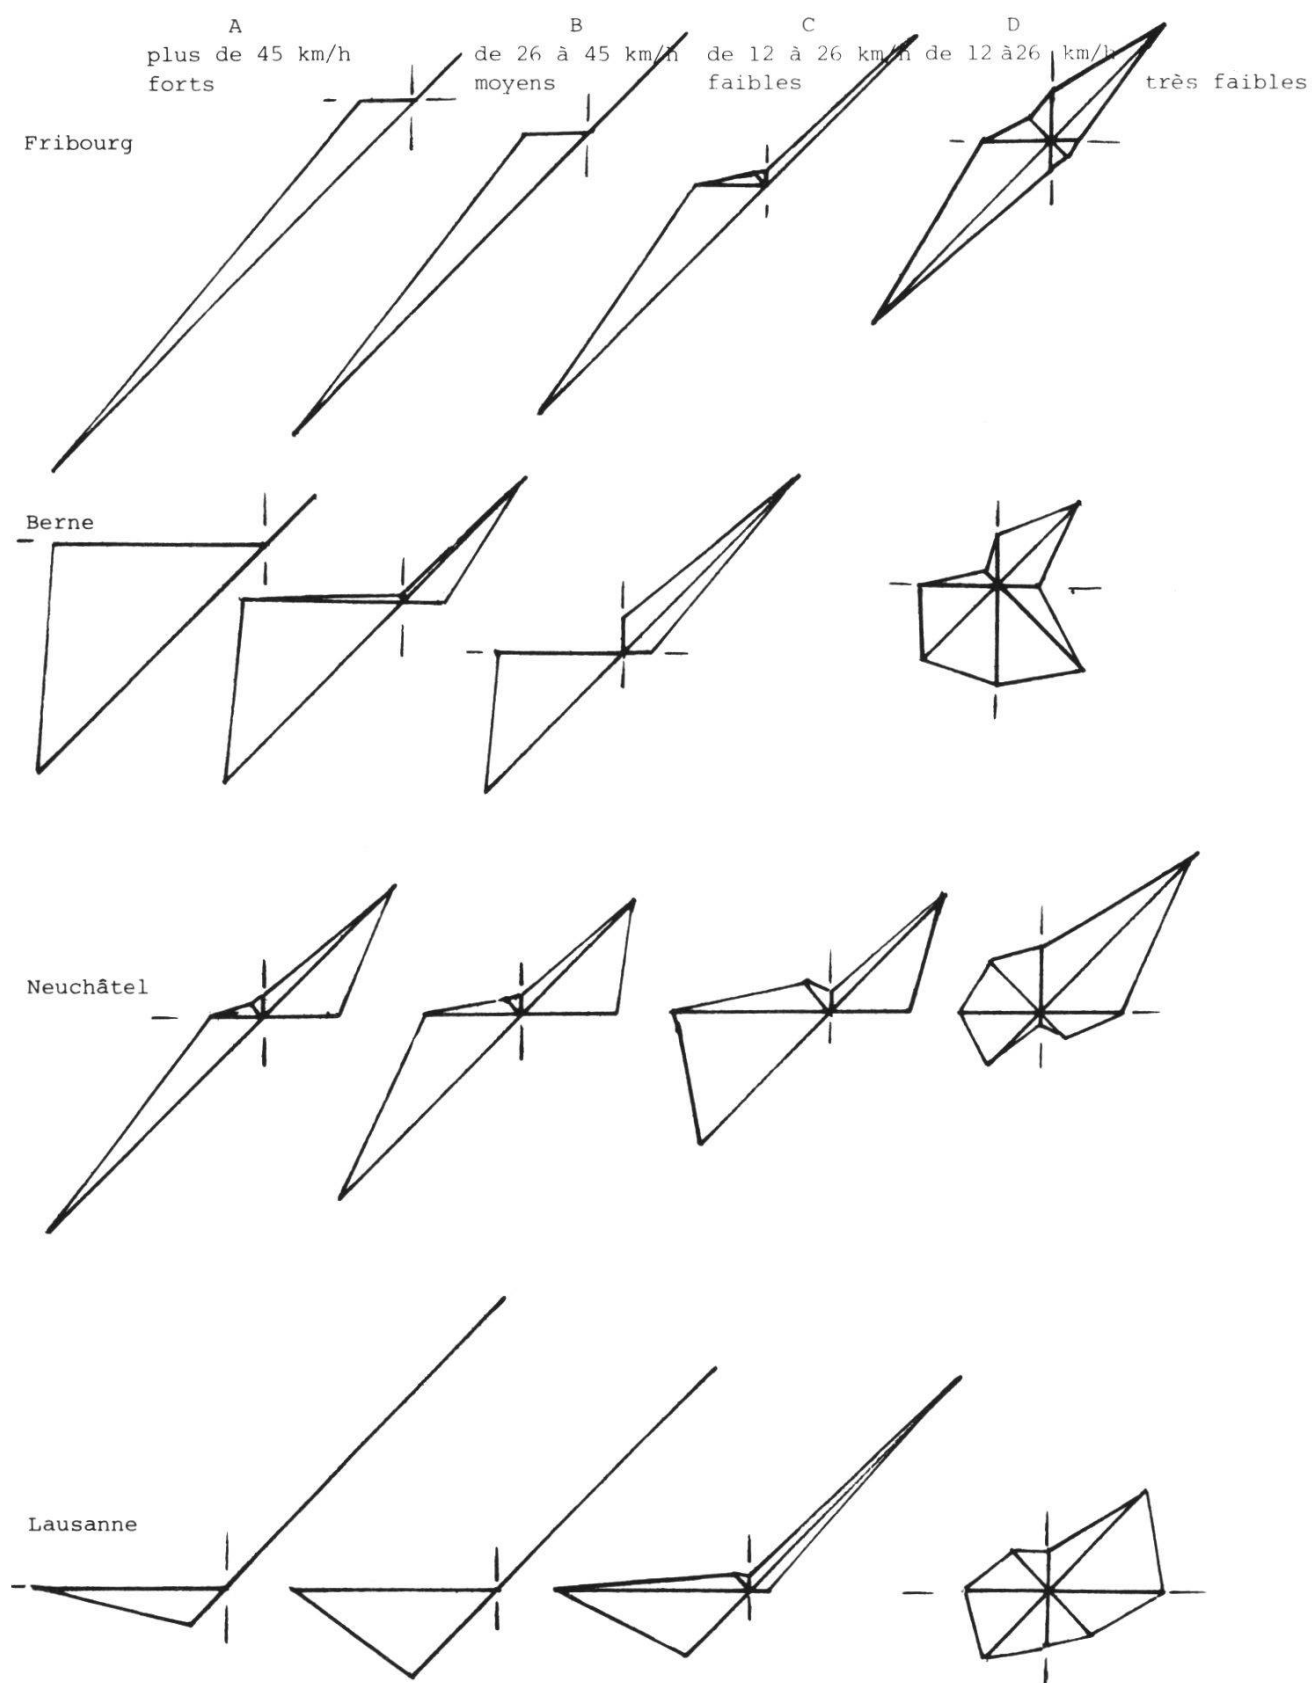 A B C D
plus de 45 km/h de 26 à 45 km/h de 12 à 26 km/h de 12 à26 km/h
forts moyens faibles très faibles
Fribourg
Berne
Neuchâtel
Lausanne